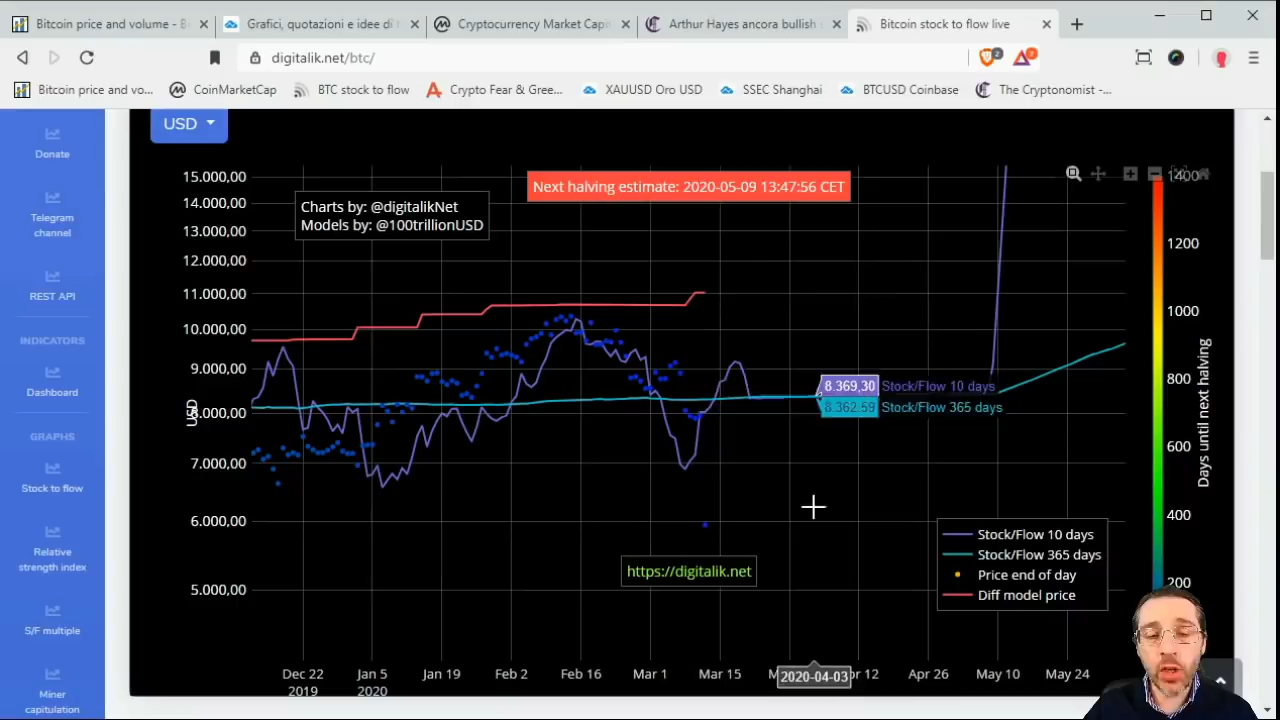 Bitcoin price and volume - B
Grafici, quotazioni e idee di t
Cryptocurrency Market Capi
Arthur Hayes ancora bullish
Bitcoin stock to flow live
digitalik.net/btc/
2
Bitcoin price and vo...
CoinMarketCap
BTC stock to flow
Crypto Fear & Gree...
XAUUSD Oro USD
SSEC Shanghai
BTCUSD Coinbase
The Cryptonomist -...
Donate
Telegram
channel
REST API
INDICATORS
Dashboard
GRAPHS
Stock to flow
Relative
strength index
S/F multiple
Miner
capitulation
USD
Next halving estimate: 2020-05-09 13:47:56 CET
Charts by: @digitalikNet
Models by: @100trillionUSD
15.000,00
14.000,00
13.000,00
12.000,00
11.000,00
10.000,00
9.000,00
8.000,00
7.000,00
6.000,00
5.000,00
USD
8.369,30 Stock/Flow 10 days
8.362.59 Stock/Flow 365 days
https://digitalik.net
Stock/Flow 10 days
Stock/Flow 365 days
Price end of day
Diff model price
Dec 22
2019
Jan 5
2020
Jan 19
Feb 2
Feb 16
Mar 1
Mar 15
2020-04-03
pr 12
Apr 26
May 10
May 24
1400
1200
1000
800
600
400
200
Days until next halving